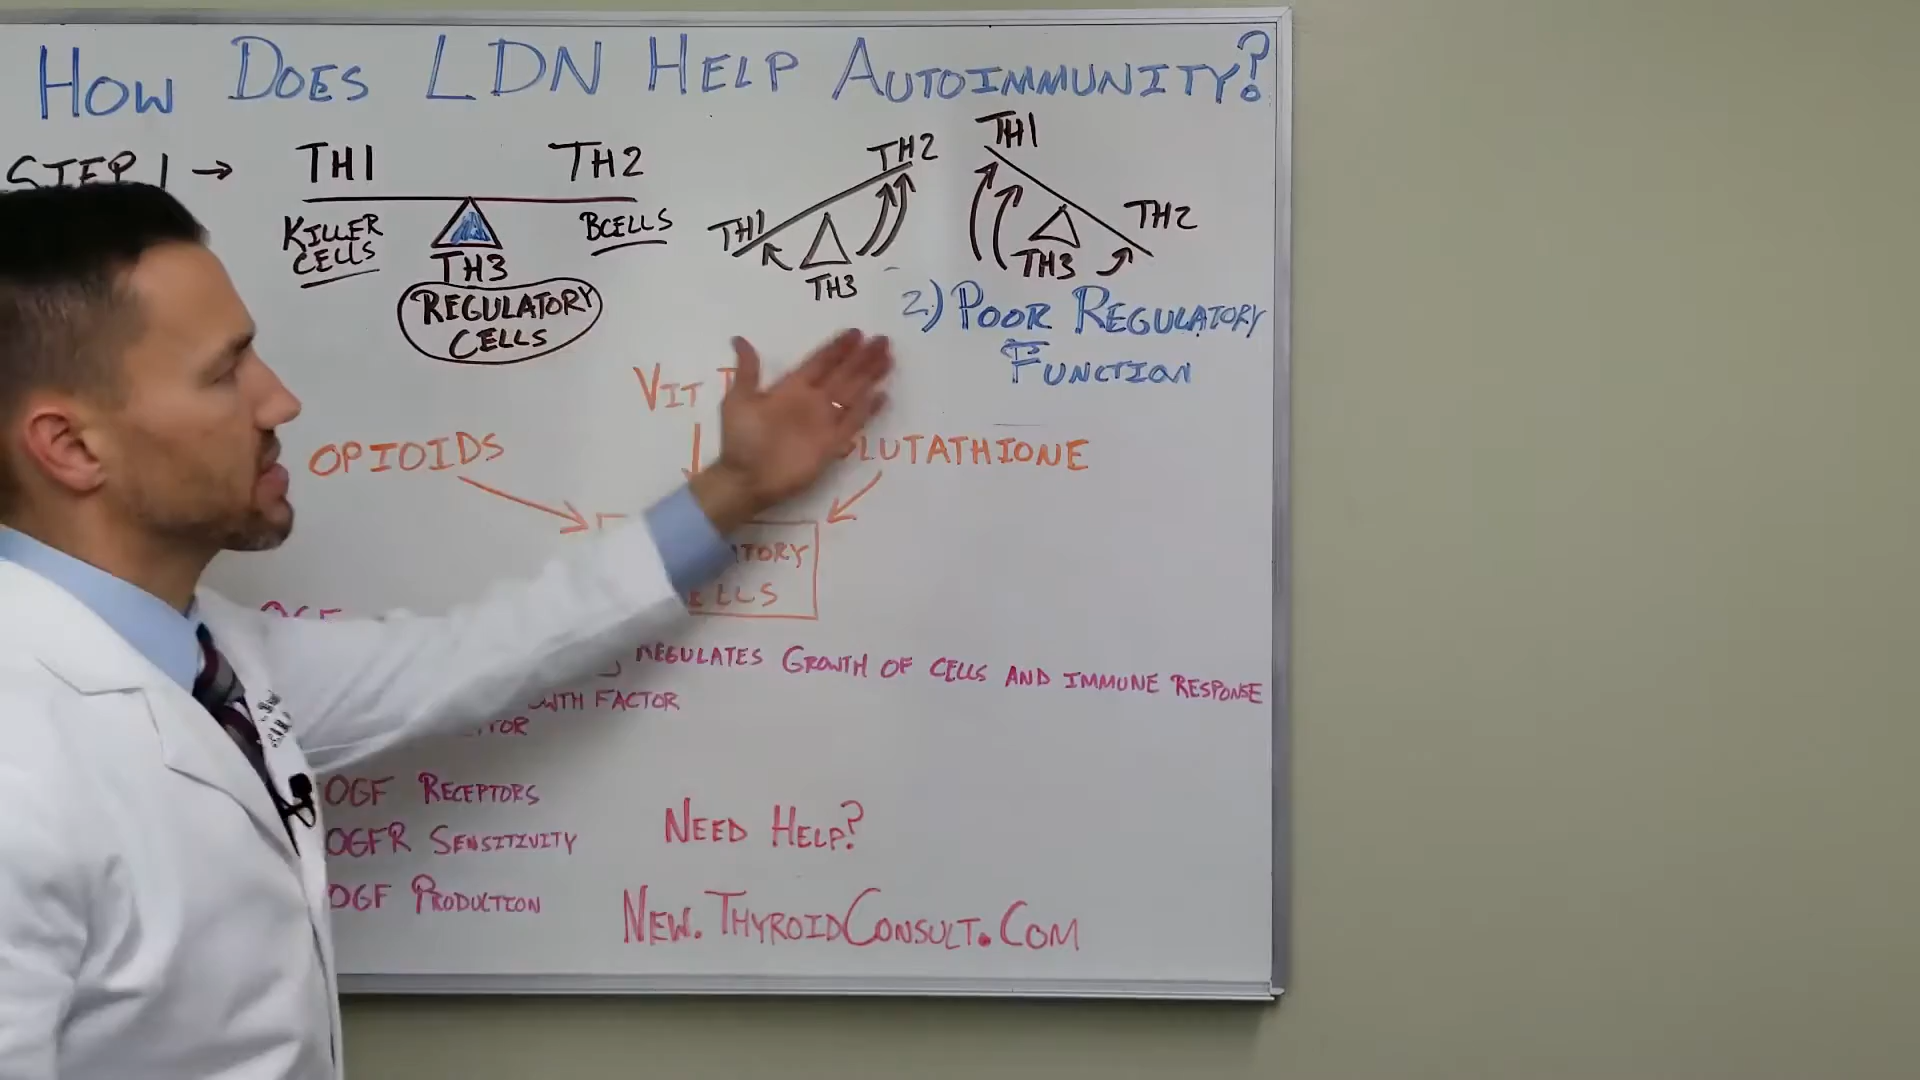 How Does LDN Help Autoimmunity?
STEP 1 →
TH1 TH2
Killer Cells
BCells
TH3
Regulatory Cells
TH2
TH1
TH3
TH1
TH2
TH3
2) Poor Regulatory
Function
Vit
Opioids
Regulates Growth of Cells and Immune Response
Factor
OGF Receptors
OGFR Sensitivity
OGF Production
Need Help?
New.ThyroidConsult.Com